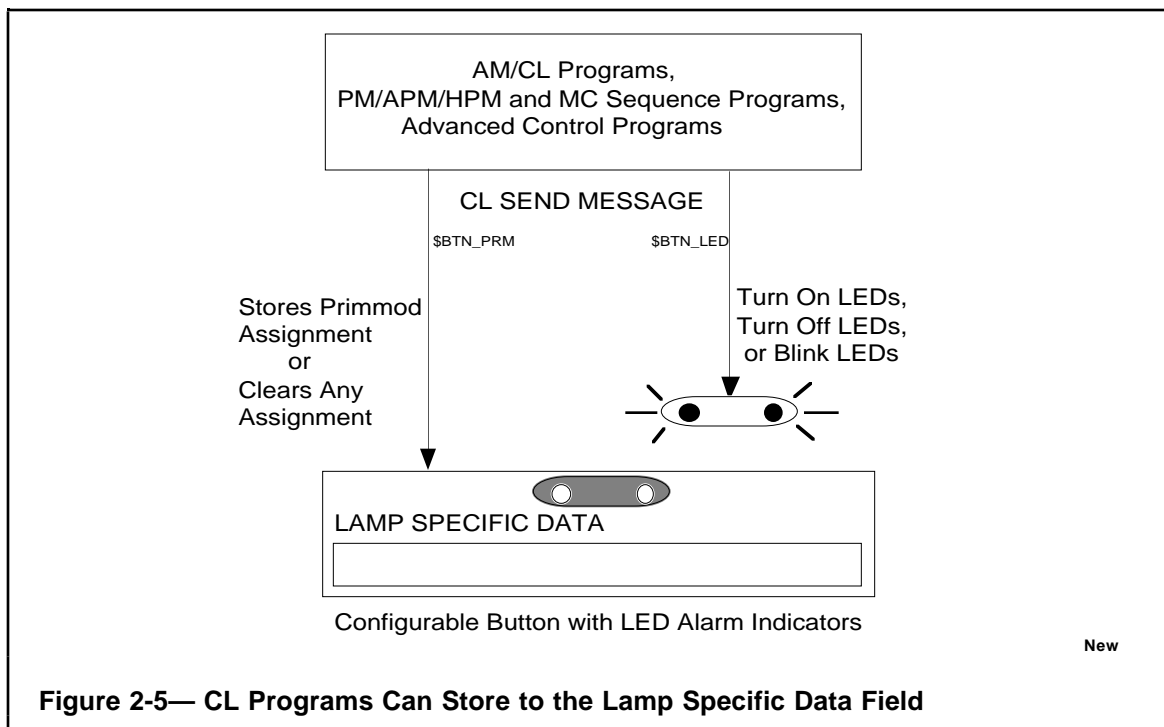 AM/CL Programs,
PM/APM/HPM and MC Sequence Programs,
Advanced Control Programs
CL SEND MESSAGE
$BTN_PRM
$BTN_LED
Stores Primmod
Assignment
or
Clears Any
Assignment
Turn On LEDs,
Turn Off LEDs,
or Blink LEDs
LAMP SPECIFIC DATA
Configurable Button with LED Alarm Indicators
New
Figure 2-5— CL Programs Can Store to the Lamp Specific Data Field